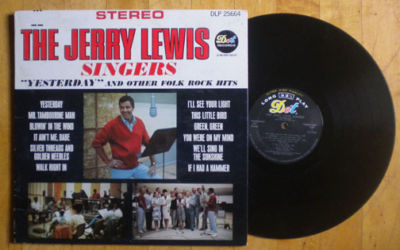 STEREO
DLP 25664
Dot
RECORDS
THE JERRY LEWIS
SINGERS
"YESTERDAY" AND OTHER FOLK ROCK HITS
YESTERDAY
MR. TAMBOURINE MAN
BLOWIN' IN THE WIND
IT AIN'T ME, BABE
SILVER THREADS AND
GOLDEN NEEDLES
WALK RIGHT IN
I'LL SEE YOUR LIGHT
THIS LITTLE BIRD
GREEN, GREEN
YOU WERE ON MY MIND
WE'LL SING IN
THE SUNSHINE
IF I HAD A HAMMER
LONG PLAY
Dot